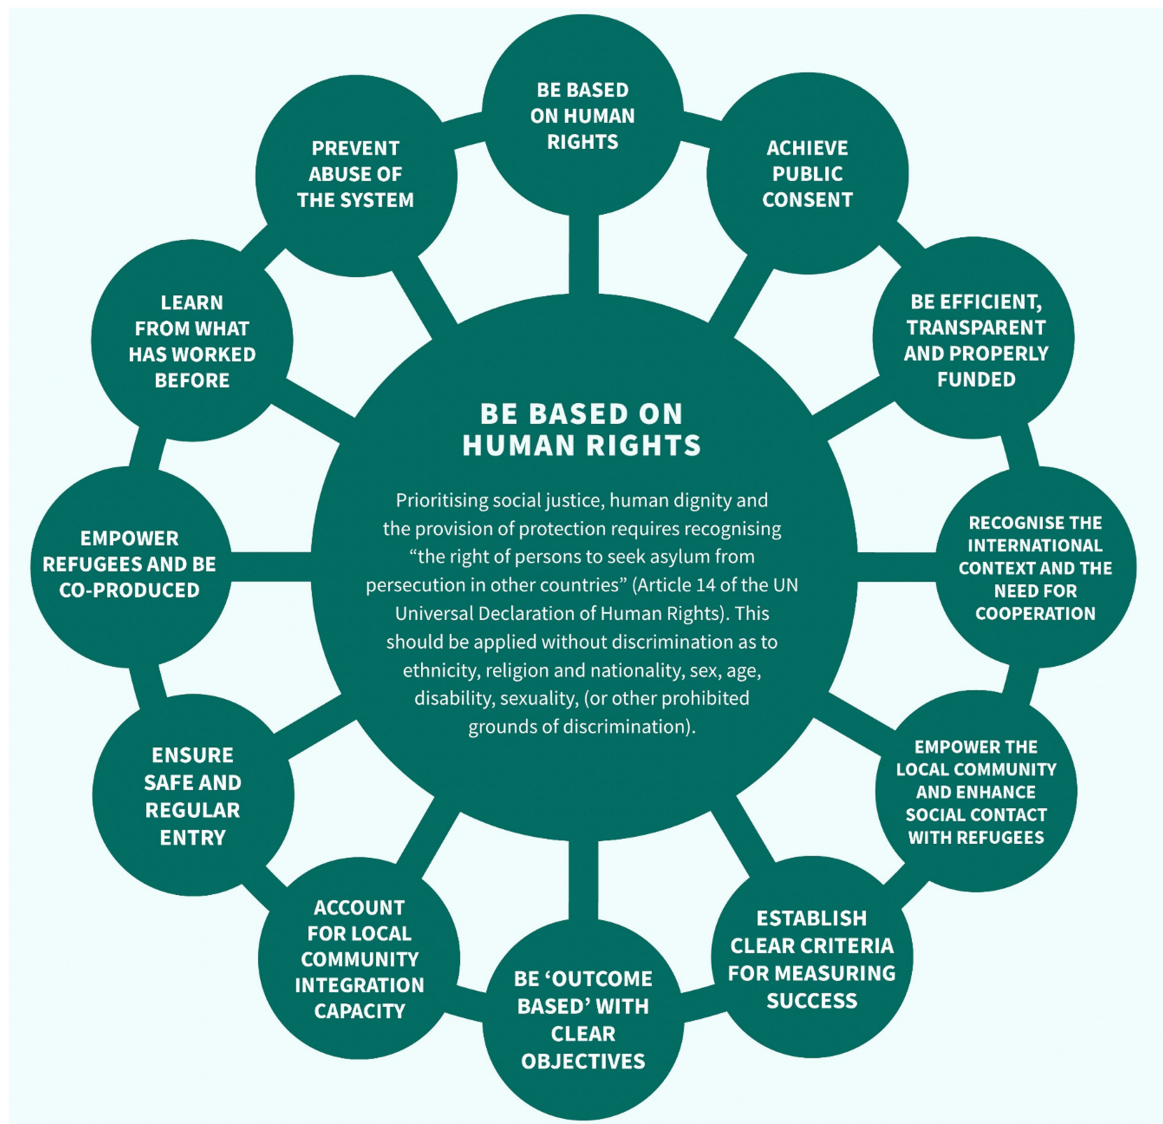 BE BASED
ON HUMAN
RIGHTS
ACHIEVE
PUBLIC
CONSENT
BE EFFICIENT,
TRANSPARENT
AND PROPERLY
FUNDED
RECOGNISE THE
INTERNATIONAL
CONTEXT AND THE
NEED FOR
COOPERATION
EMPOWER THE
LOCAL COMMUNITY
AND ENHANCE
SOCIAL CONTACT
WITH REFUGEES
ESTABLISH
CLEAR CRITERIA
FOR MEASURING
SUCCESS
BE ‘OUTCOME
BASED’ WITH
CLEAR
OBJECTIVES
ACCOUNT
FOR LOCAL
COMMUNITY
INTEGRATION
CAPACITY
ENSURE
SAFE AND
REGULAR
ENTRY
EMPOWER
REFUGEES AND BE
CO-PRODUCED
LEARN
FROM WHAT
HAS WORKED
BEFORE
PREVENT
ABUSE OF
THE SYSTEM
BE BASED ON
HUMAN RIGHTS
Prioritising social justice, human dignity and
the provision of protection requires recognising
“the right of persons to seek asylum from
persecution in other countries” (Article 14 of the UN
Universal Declaration of Human Rights). This
should be applied without discrimination as to
ethnicity, religion and nationality, sex, age,
disability, sexuality, (or other prohibited
grounds of discrimination).